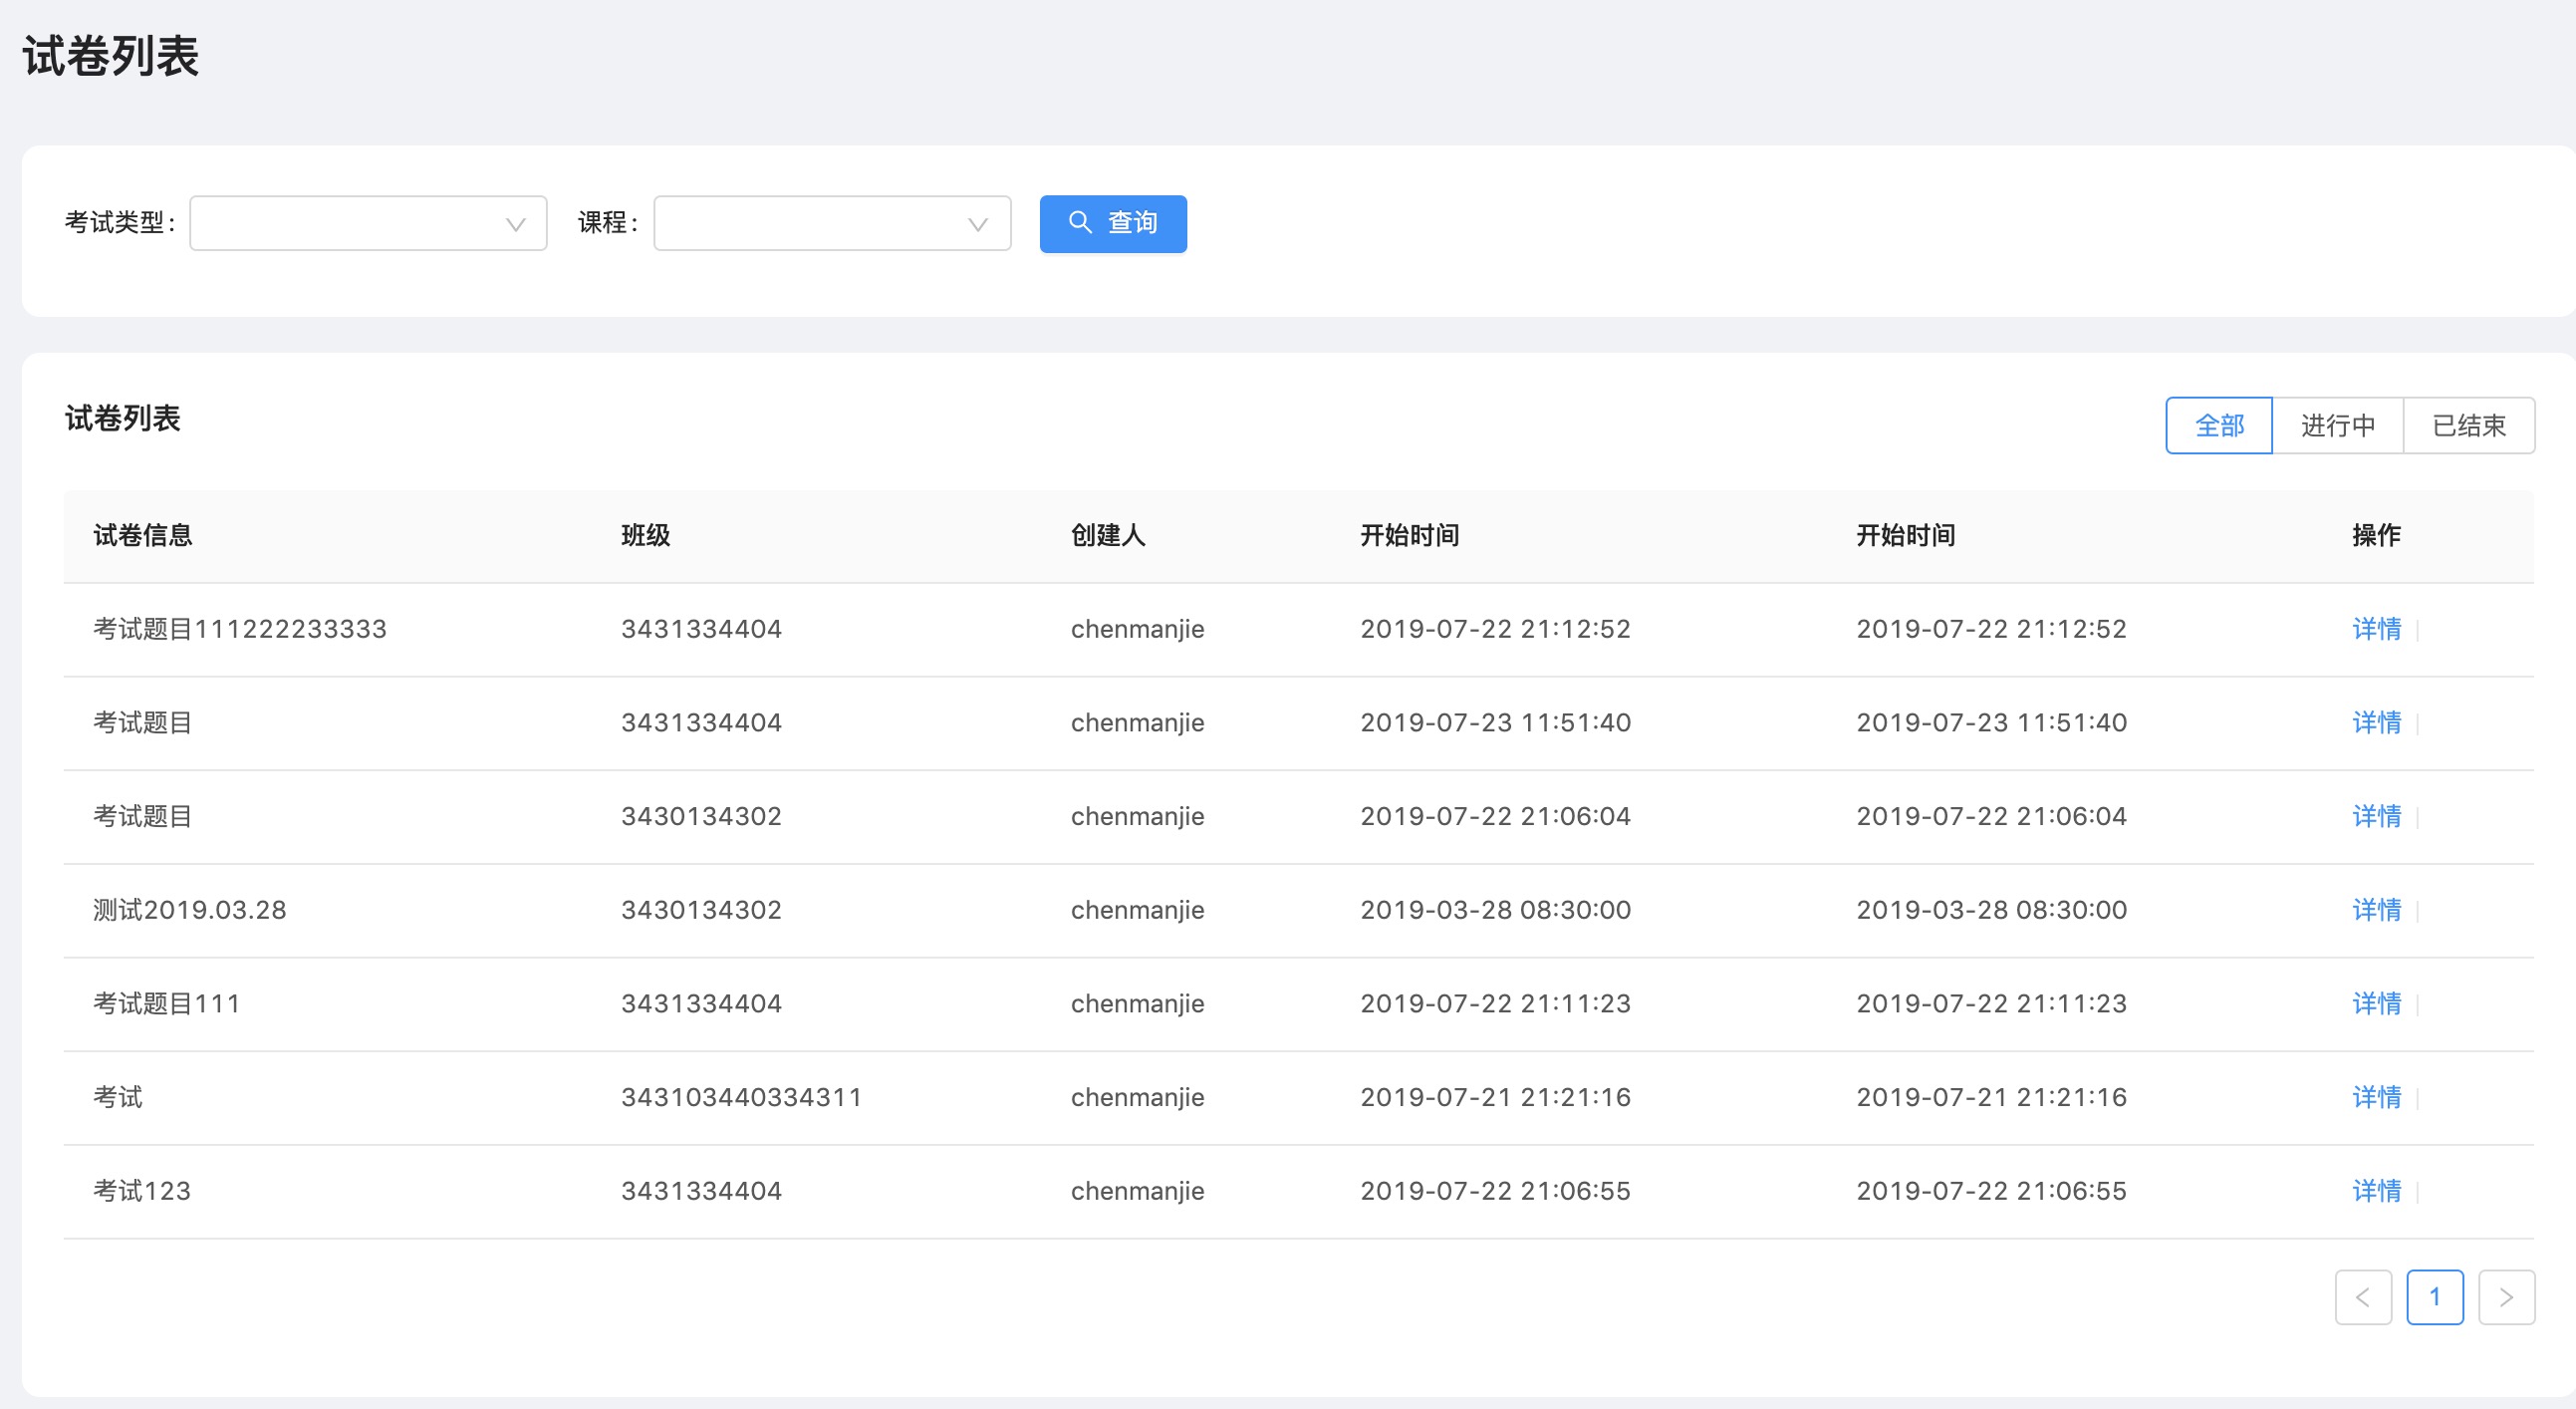 试卷列表
考试类型: 课程: 查询
试卷列表 全部 进行中 已结束
试卷信息 班级 创建人 开始时间 开始时间 操作
考试题目111222233333 3431334404 chenmanjie 2019-07-22 21:12:52 2019-07-22 21:12:52 详情
考试题目 3431334404 chenmanjie 2019-07-23 11:51:40 2019-07-23 11:51:40 详情
考试题目 3430134302 chenmanjie 2019-07-22 21:06:04 2019-07-22 21:06:04 详情
测试2019.03.28 3430134302 chenmanjie 2019-03-28 08:30:00 2019-03-28 08:30:00 详情
考试题目111 3431334404 chenmanjie 2019-07-22 21:11:23 2019-07-22 21:11:23 详情
考试 343103440334311 chenmanjie 2019-07-21 21:21:16 2019-07-21 21:21:16 详情
考试123 3431334404 chenmanjie 2019-07-22 21:06:55 2019-07-22 21:06:55 详情
< 1 >